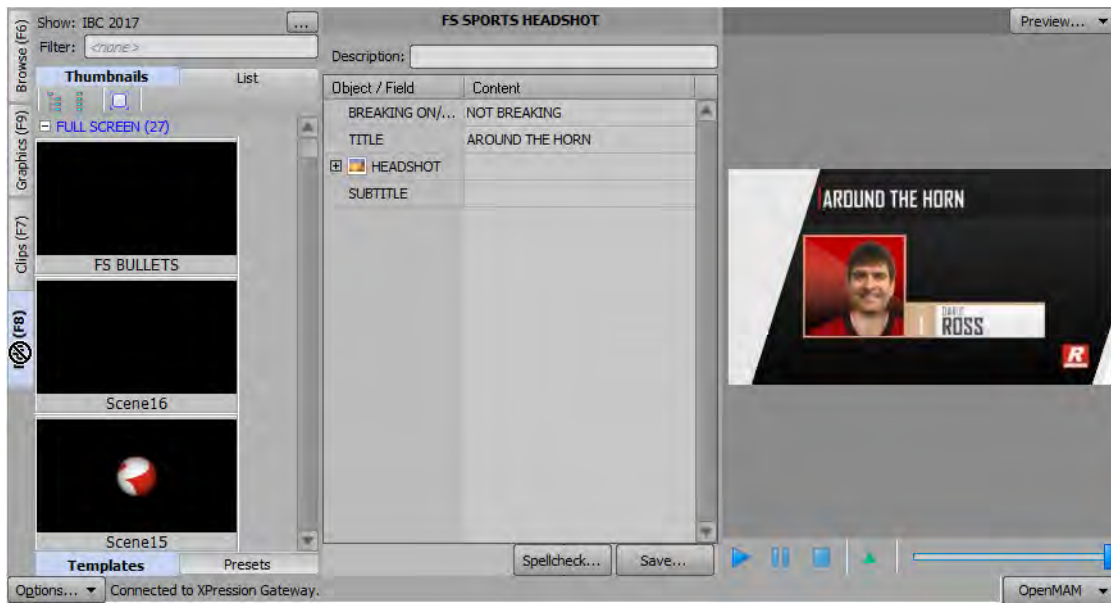 Show: IBC 2017
...
Filter: <none>
Thumbnails
List
FULL SCREEN (27)
FS BULLETS
Scene16
Scene15
Templates
Presets
Browse (F6)
Graphics (F9)
Clips (F7)
(F8)
FS SPORTS HEADSHOT
Description:
Object / Field Content
BREAKING ON/... NOT BREAKING
TITLE AROUND THE HORN
HEADSHOT
SUBTITLE
Spellcheck...
Save...
Preview...
AROUND THE HORN
1
ROSS
R
Options...
Connected to XPression Gateway.
OpenMAM